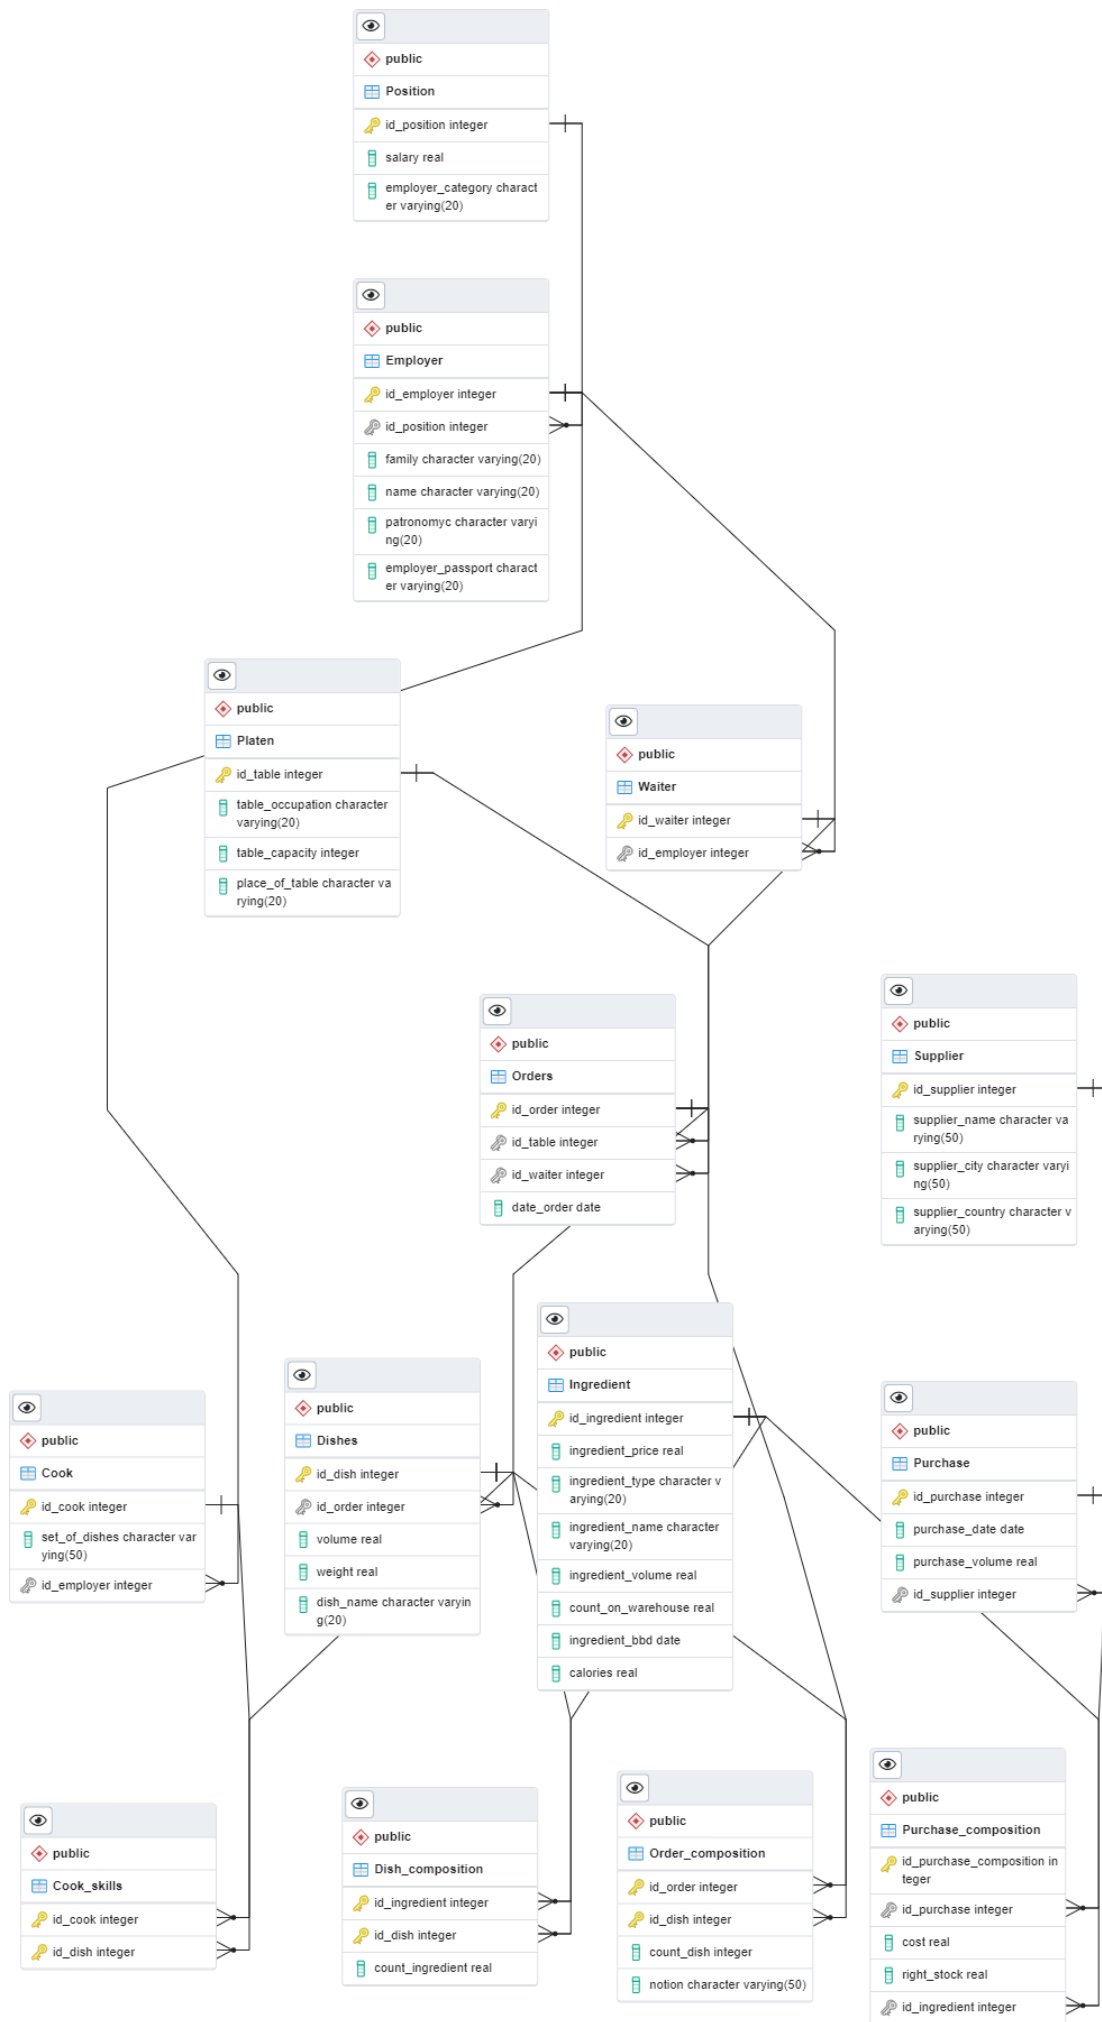 public
Position
id_position integer
salary real
employer_category charact
er varying(20)
public
Employer
id_employer integer
id_position integer
family character varying(20)
name character varying(20)
patronomyc character varyi
ng(20)
employer_passport charact
er varying(20)
public
Platen
id_table integer
table_occupation character
varying(20)
table_capacity integer
place_of_table character va
rying(20)
public
Waiter
id_waiter integer
id_employer integer
public
Orders
id_order integer
id_table integer
id_waiter integer
date_order date
public
Supplier
id_supplier integer
supplier_name character va
rying(50)
supplier_city character varyi
ng(50)
supplier_country character v
arying(50)
public
Cook
id_cook integer
set_of_dishes character var
ying(50)
id_employer integer
public
Dishes
id_dish integer
id_order integer
volume real
weight real
dish_name character varyin
g(20)
public
Ingredient
id_ingredient integer
ingredient_price real
ingredient_type character v
arying(20)
ingredient_name character
varying(20)
ingredient_volume real
count_on_warehouse real
ingredient_bbd date
calories real
public
Purchase
id_purchase integer
purchase_date date
purchase_volume real
id_supplier integer
public
Cook_skills
id_cook integer
id_dish integer
public
Dish_composition
id_ingredient integer
id_dish integer
count_ingredient real
public
Order_composition
id_order integer
id_dish integer
count_dish integer
notion character varying(50)
public
Purchase_composition
id_purchase_composition in
teger
id_purchase integer
cost real
right_stock real
id_ingredient integer